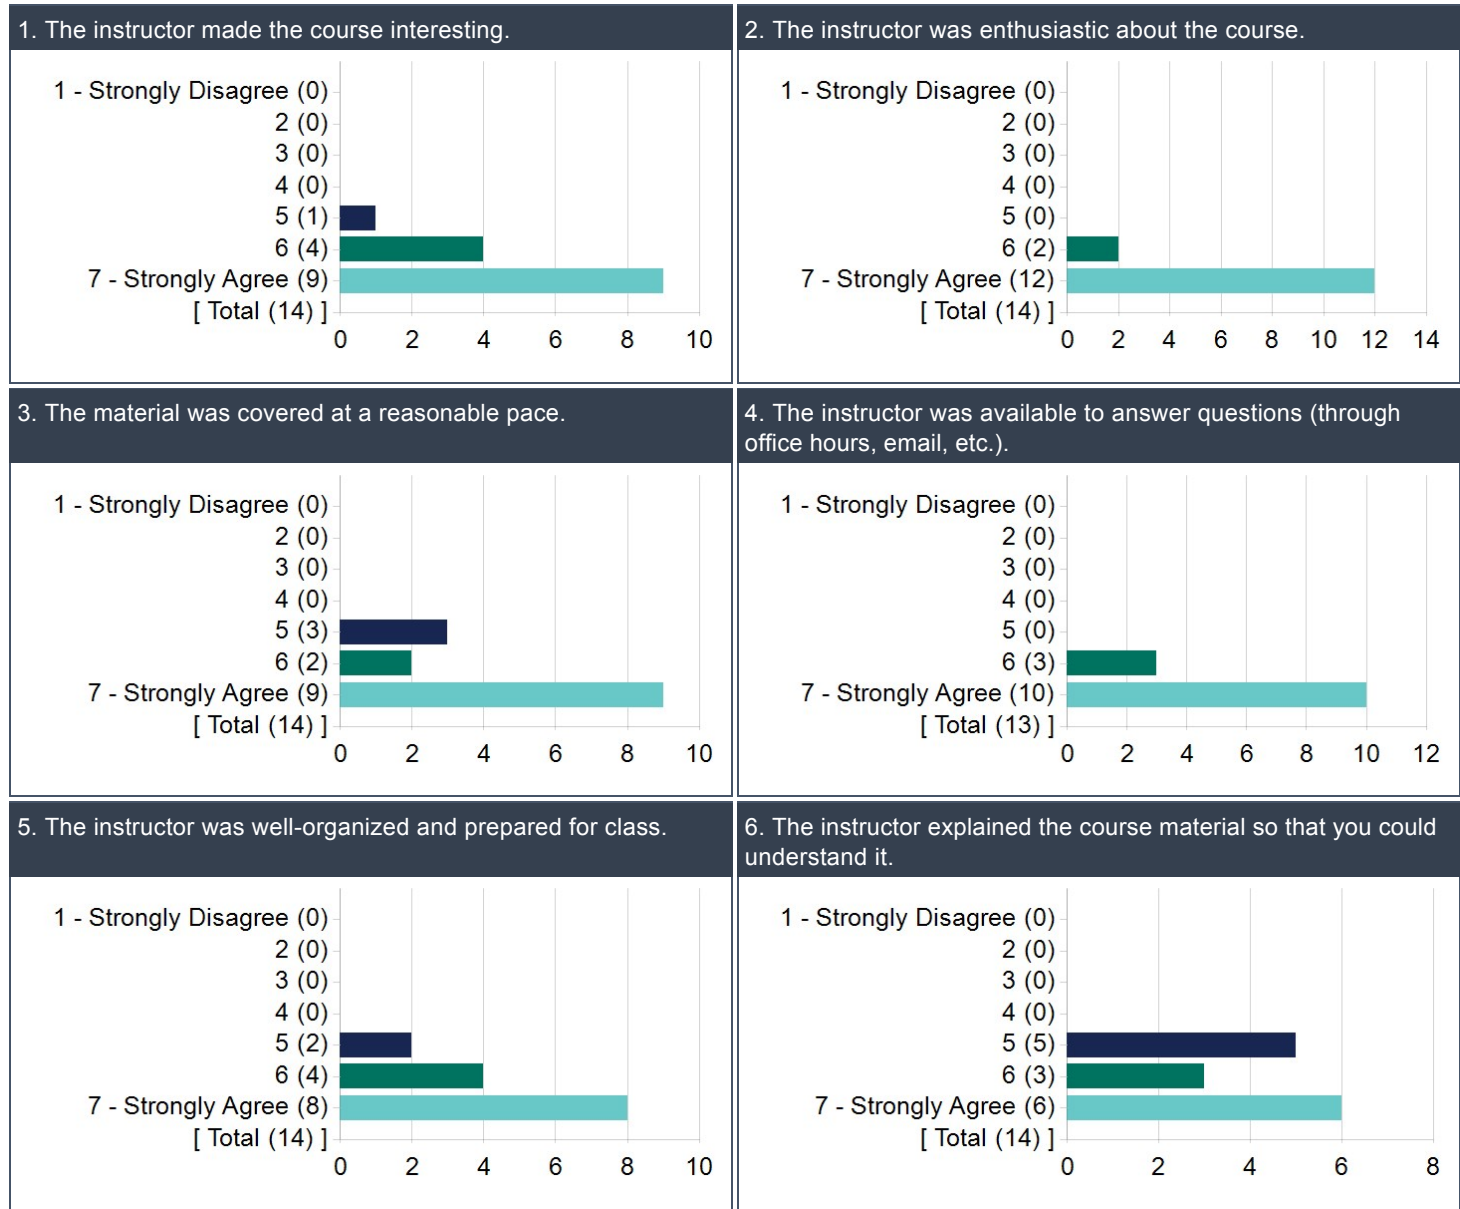 1. The instructor made the course interesting.
1 - Strongly Disagree (0)
2 (0)
3 (0)
4 (0)
5 (1)
6 (4)
7 - Strongly Agree (9)
[ Total (14) ]
0 2 4 6 8 10
2. The instructor was enthusiastic about the course.
1 - Strongly Disagree (0)
2 (0)
3 (0)
4 (0)
5 (0)
6 (2)
7 - Strongly Agree (12)
[ Total (14) ]
0 2 4 6 8 10 12 14
3. The material was covered at a reasonable pace.
1 - Strongly Disagree (0)
2 (0)
3 (0)
4 (0)
5 (3)
6 (2)
7 - Strongly Agree (9)
[ Total (14) ]
0 2 4 6 8 10
4. The instructor was available to answer questions (through
office hours, email, etc.).
1 - Strongly Disagree (0)
2 (0)
3 (0)
4 (0)
5 (0)
6 (3)
7 - Strongly Agree (10)
[ Total (13) ]
0 2 4 6 8 10 12
5. The instructor was well-organized and prepared for class.
1 - Strongly Disagree (0)
2 (0)
3 (0)
4 (0)
5 (2)
6 (4)
7 - Strongly Agree (8)
[ Total (14) ]
0 2 4 6 8 10
6. The instructor explained the course material so that you could
understand it.
1 - Strongly Disagree (0)
2 (0)
3 (0)
4 (0)
5 (5)
6 (3)
7 - Strongly Agree (6)
[ Total (14) ]
0 2 4 6 8